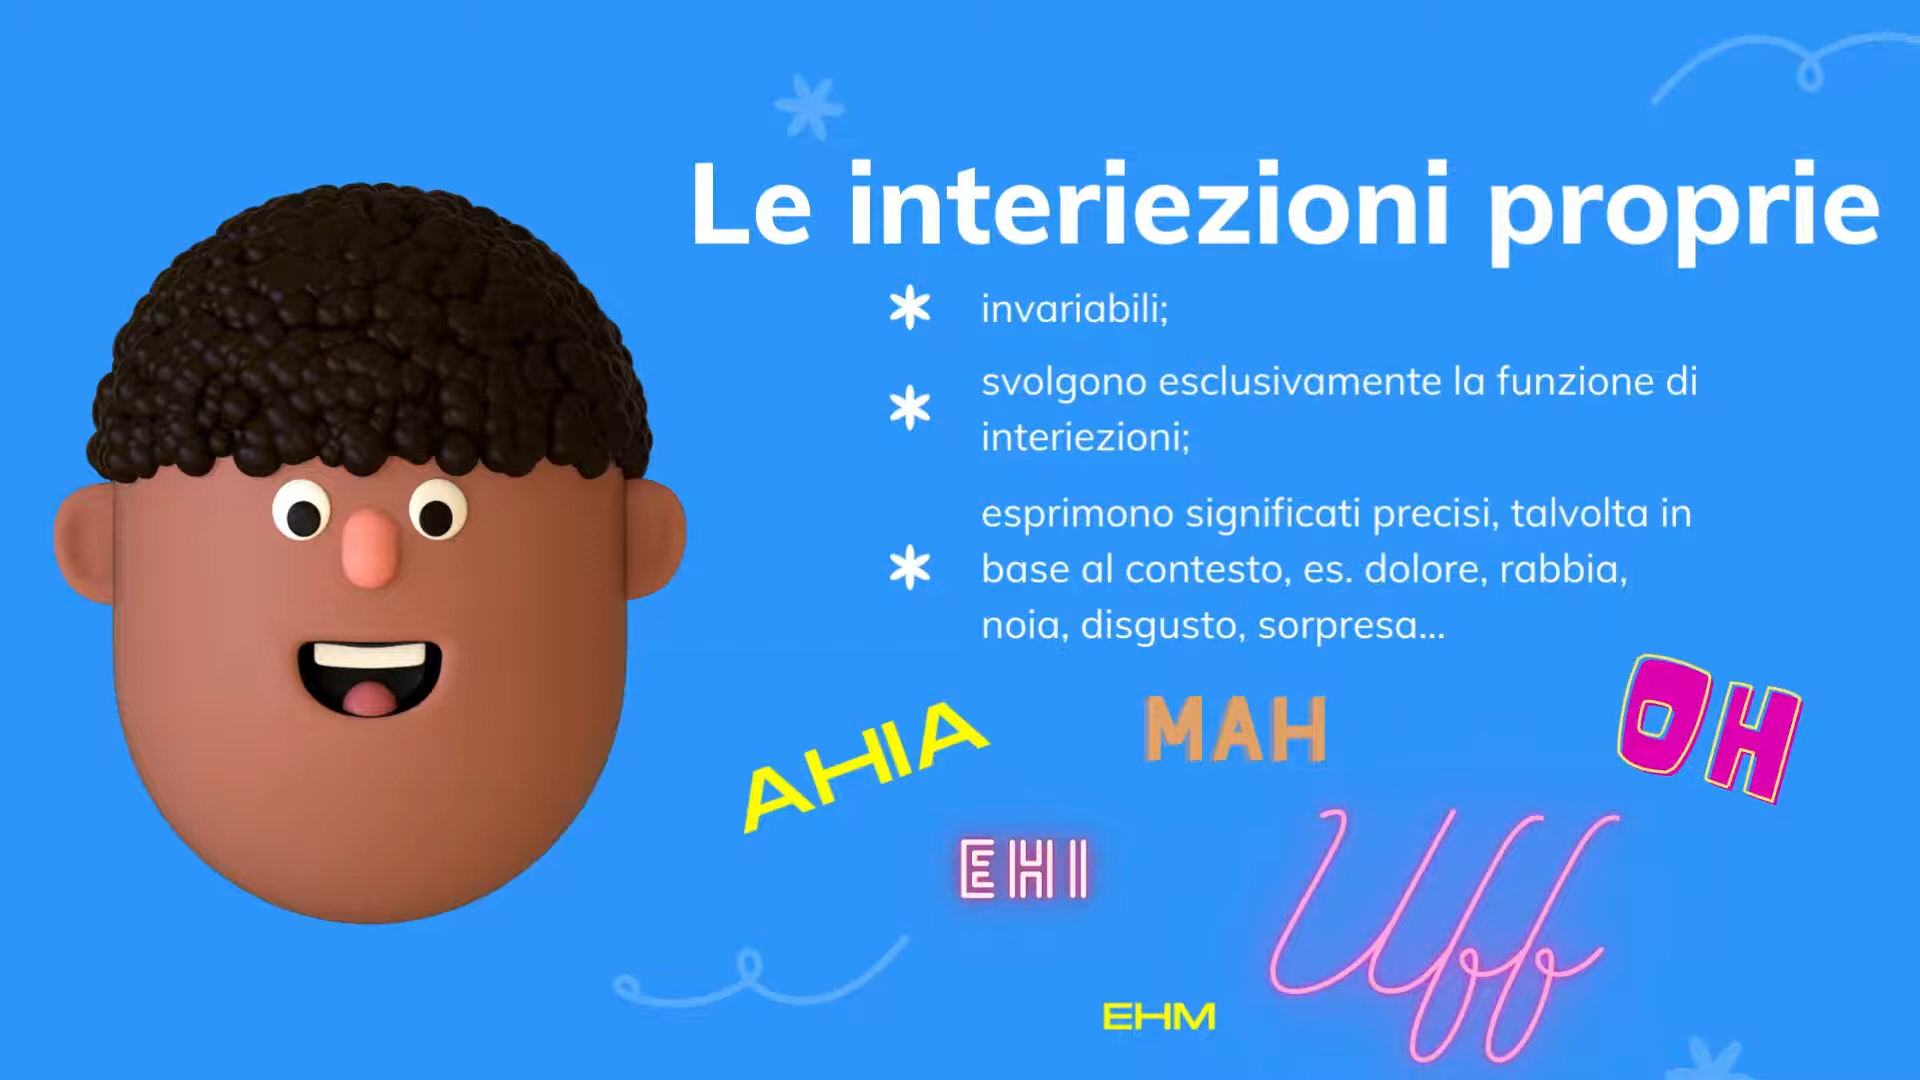 Le interiezioni proprie
invariabili;
svolgono esclusivamente la funzione di
interiezioni;
esprimono significati precisi, talvolta in
base al contesto, es. dolore, rabbia,
noia, disgusto, sorpresa...
AHIA
MAH
OH
EHI
Uff
EHM